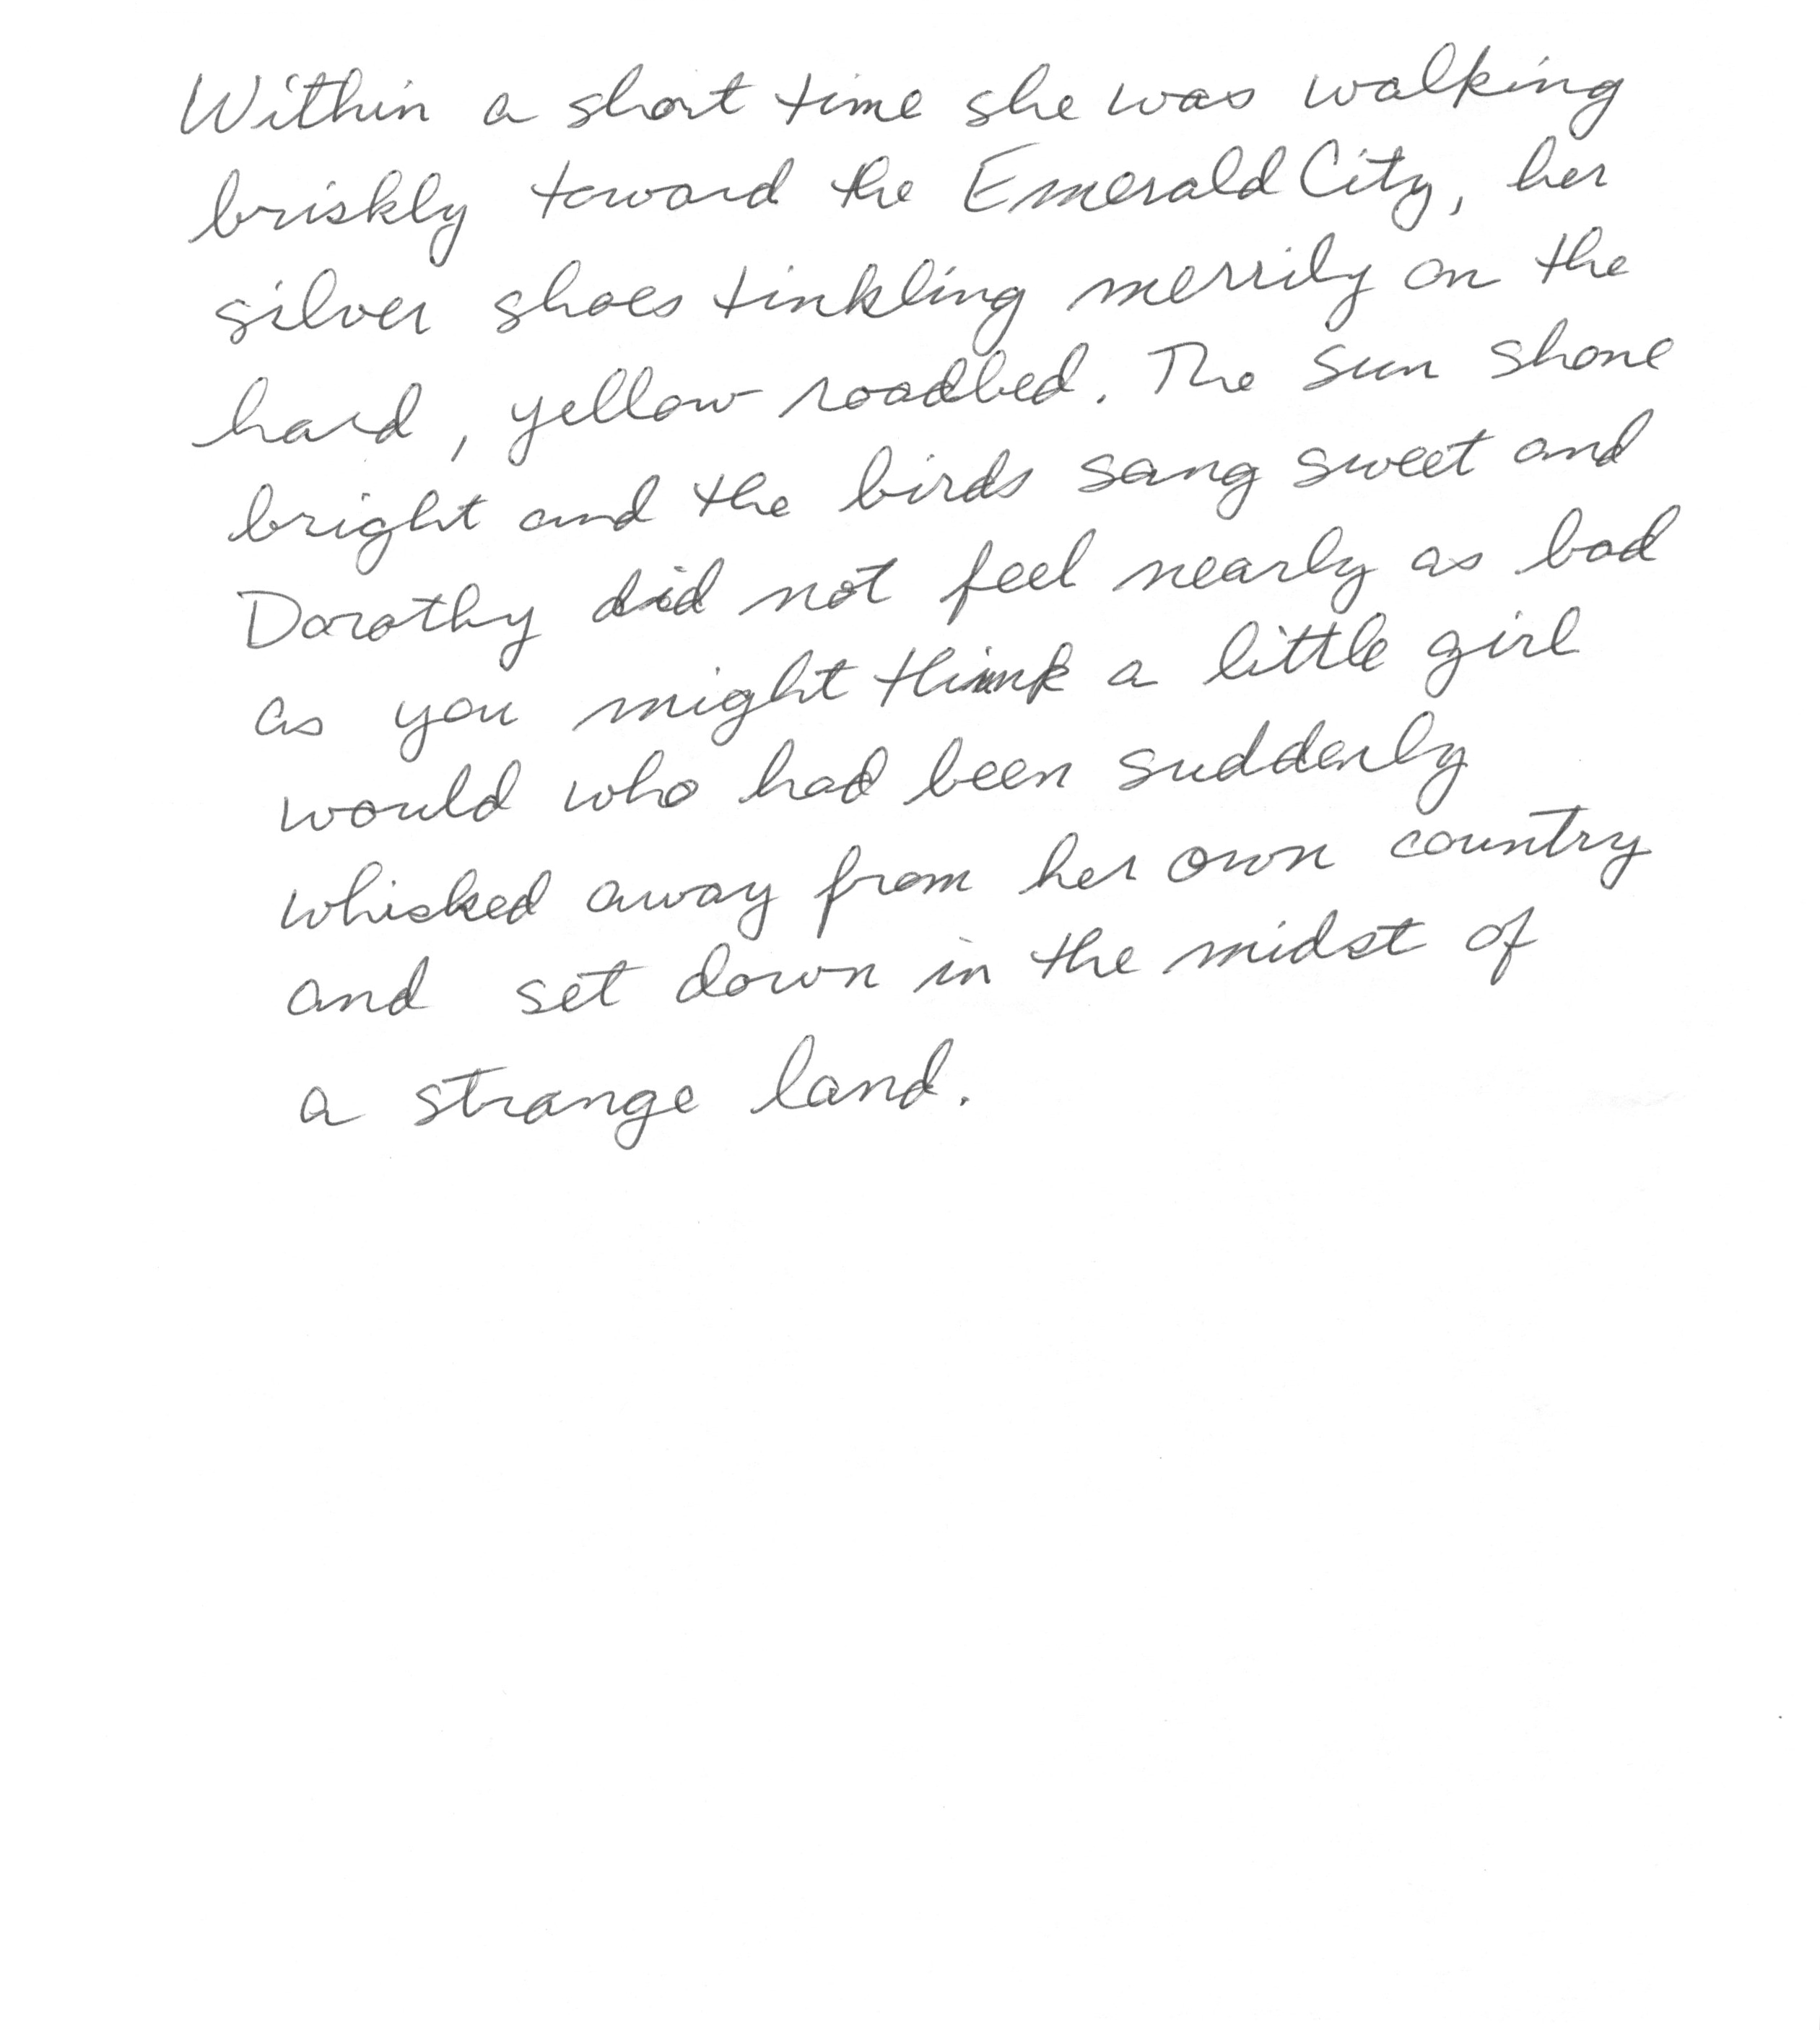 Within a short time she was walking
briskly toward the Emerald City, her
silver shoes tinkling merrily on the
hard, yellow roadbed. The sun shone
bright and the birds sang sweet and
Dorothy did not feel nearly as bad
as you might think a little girl
would who had been suddenly
whisked away from her own country
and set down in the midst of
a strange land.